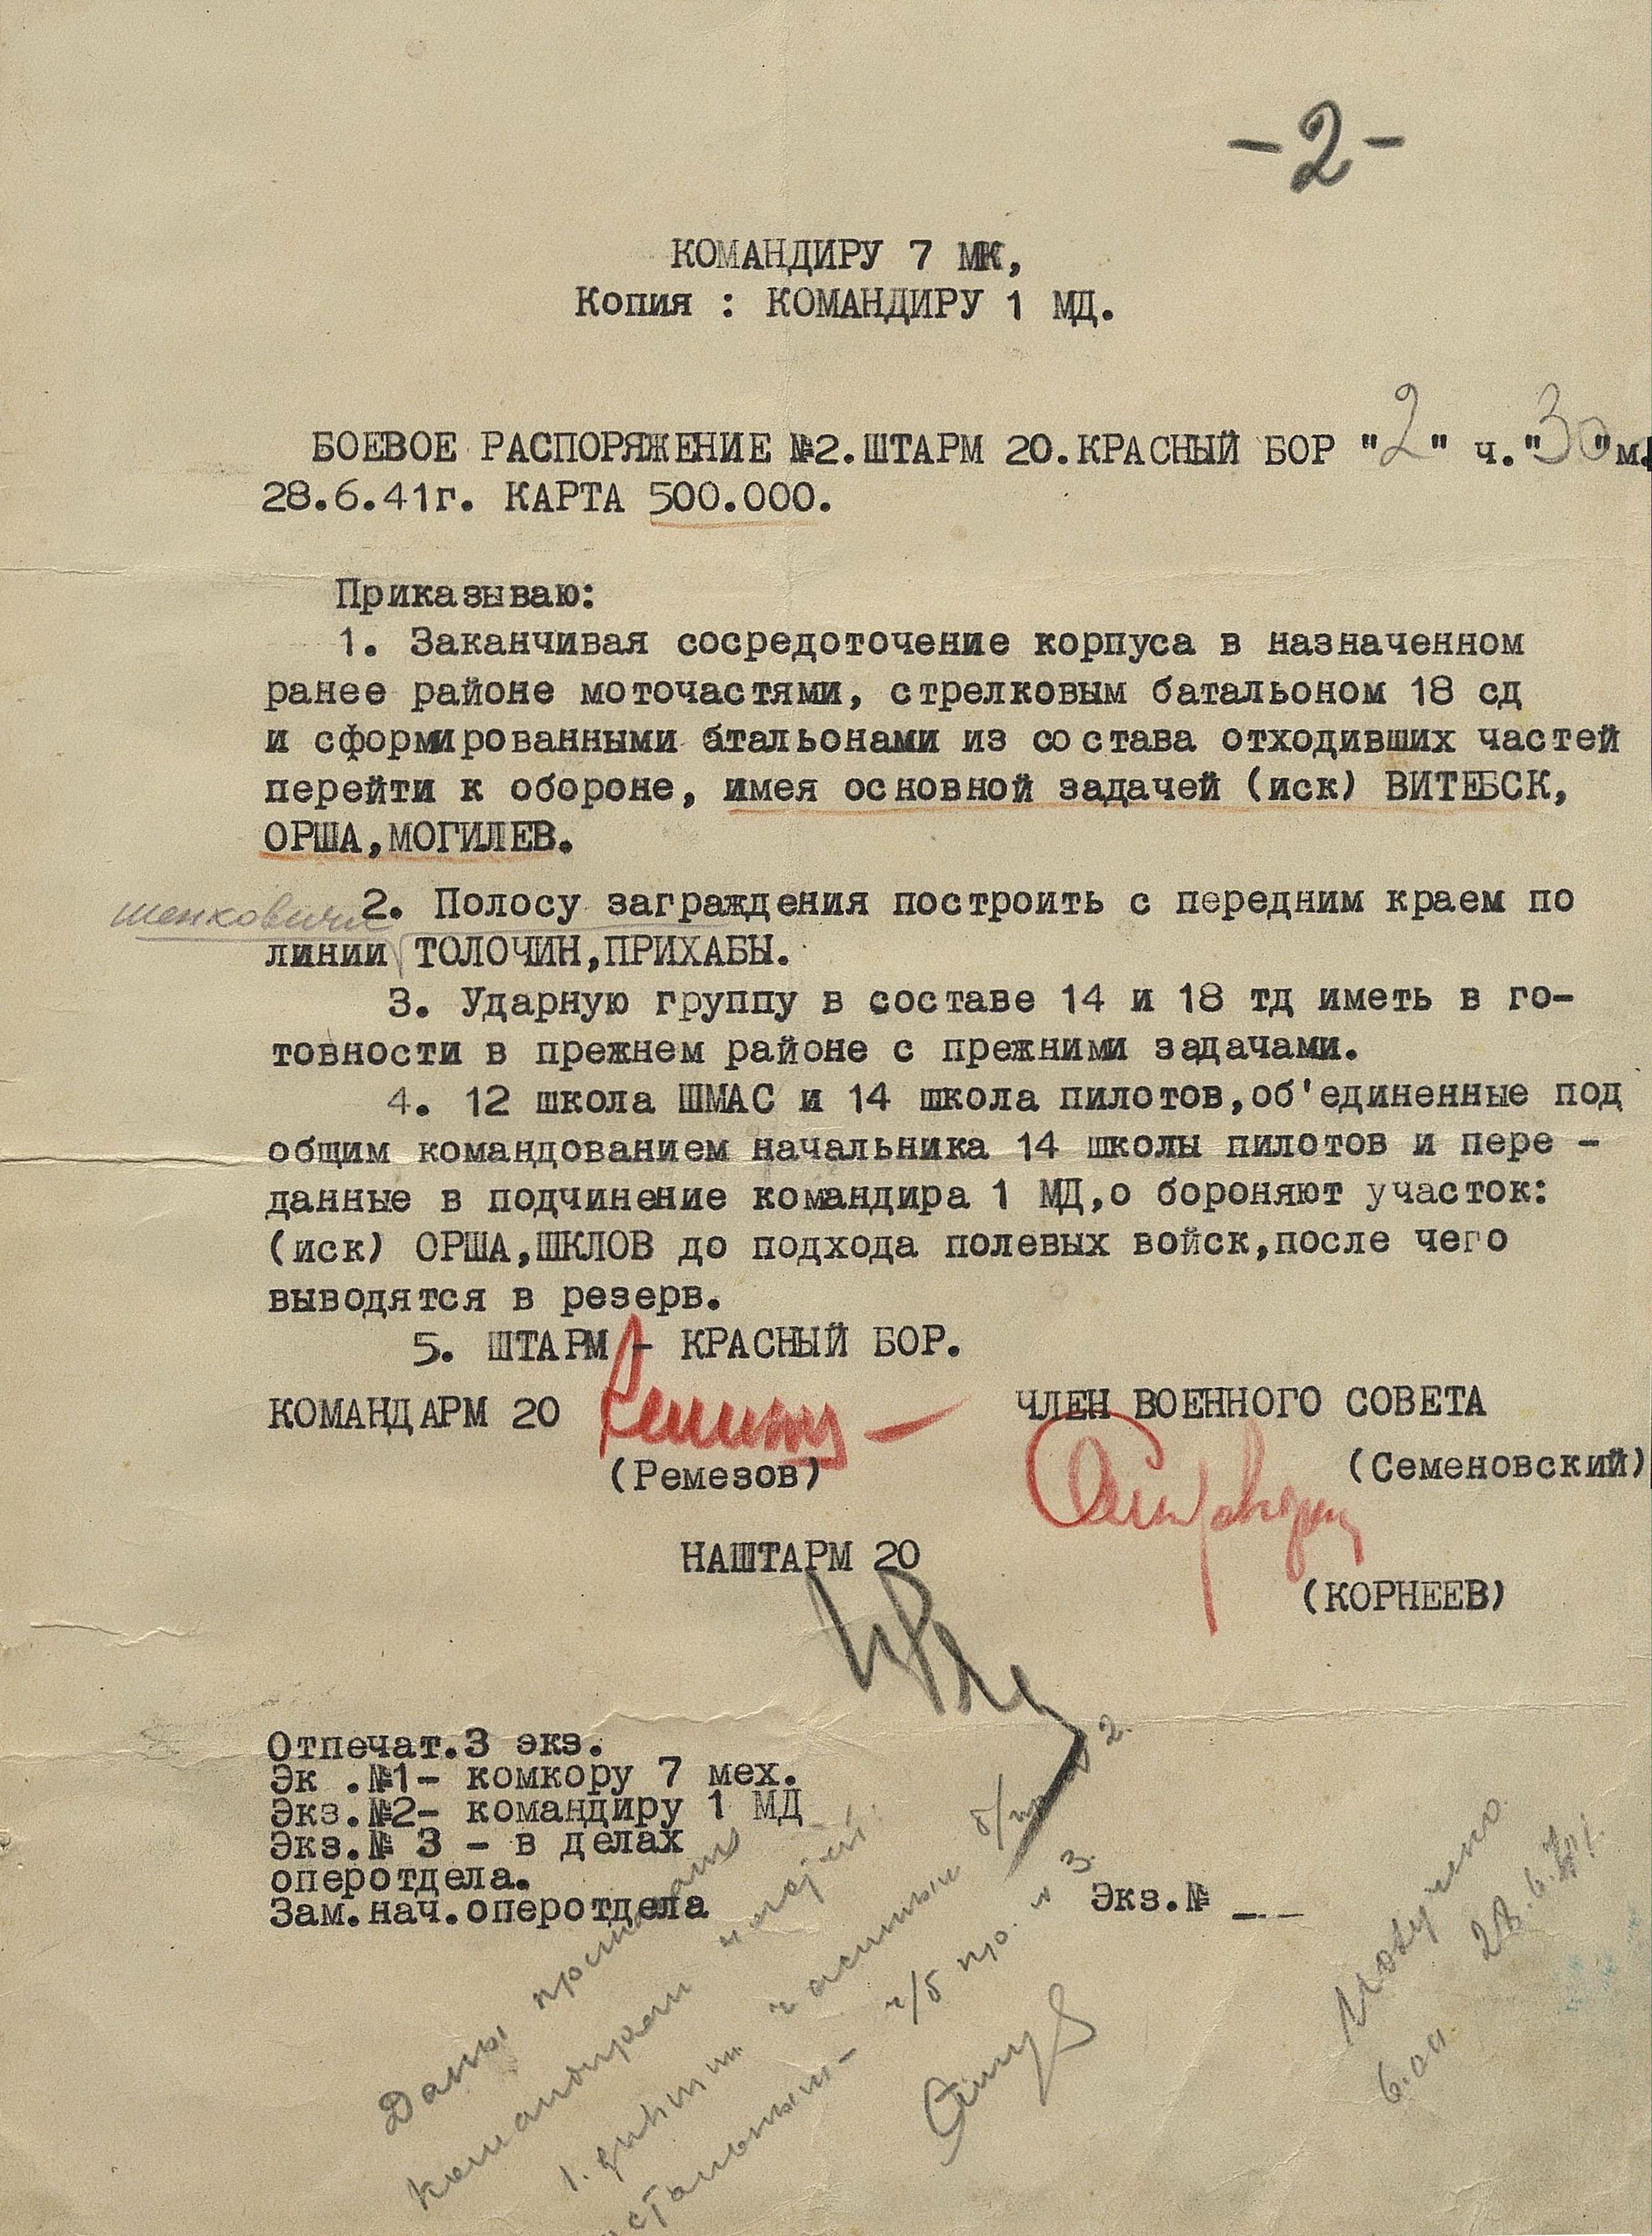 -2-
КОМАНДИРУ 7 МК,
Копия : КОМАНДИРУ 1 МД.
БОЕВОЕ РАСПОРЯЖЕНИЕ №2.ШТАРМ 20.КРАСНЫЙ БОР "2" ч."30"м.
28.6.41г. КАРТА 500.000.
Приказываю:
1. Заканчивая сосредоточение корпуса в назначенном
ранее районе моточастями, стрелковым батальоном 18 сд
и сформированными бтальонами из состава отходивших частей
перейти к обороне, имея основной задачей (иск) ВИТЕБСК,
ОРША,МОГИЛЕВ.
2. Полосу заграждения построить с передним краем по
шенковичи
линии ТОЛОЧИН,ПРИХАБЫ.
3. Ударную группу в составе 14 и 18 тд иметь в го-
товности в прежнем районе с прежними задачами.
4. 12 школа ШМАС и 14 школа пилотов,об'единенные под
общим командованием начальника 14 школы пилотов и пере -
данные в подчинение командира 1 МД,о бороняют участок:
(иск) ОРША,ШКЛОВ до подхода полевых войск,после чего
выводятся в резерв.
5. ШТАРМ - КРАСНЫЙ БОР.
КОМАНДАРМ 20 ЧЛЕН ВОЕННОГО СОВЕТА
(Ремезов) (Семеновский)
НАШТАРМ 20
(КОРНЕЕВ)
Отпечат.3 экз.
Эк .№1- комкору 7 мех.
Экз.№2- командиру 1 МД
Экз.№ 3 - в делах
оперотдела.
Зам.нач.оперотдела
Экз.№ _ _
Даны
командирам
Получено
28.6.41г.